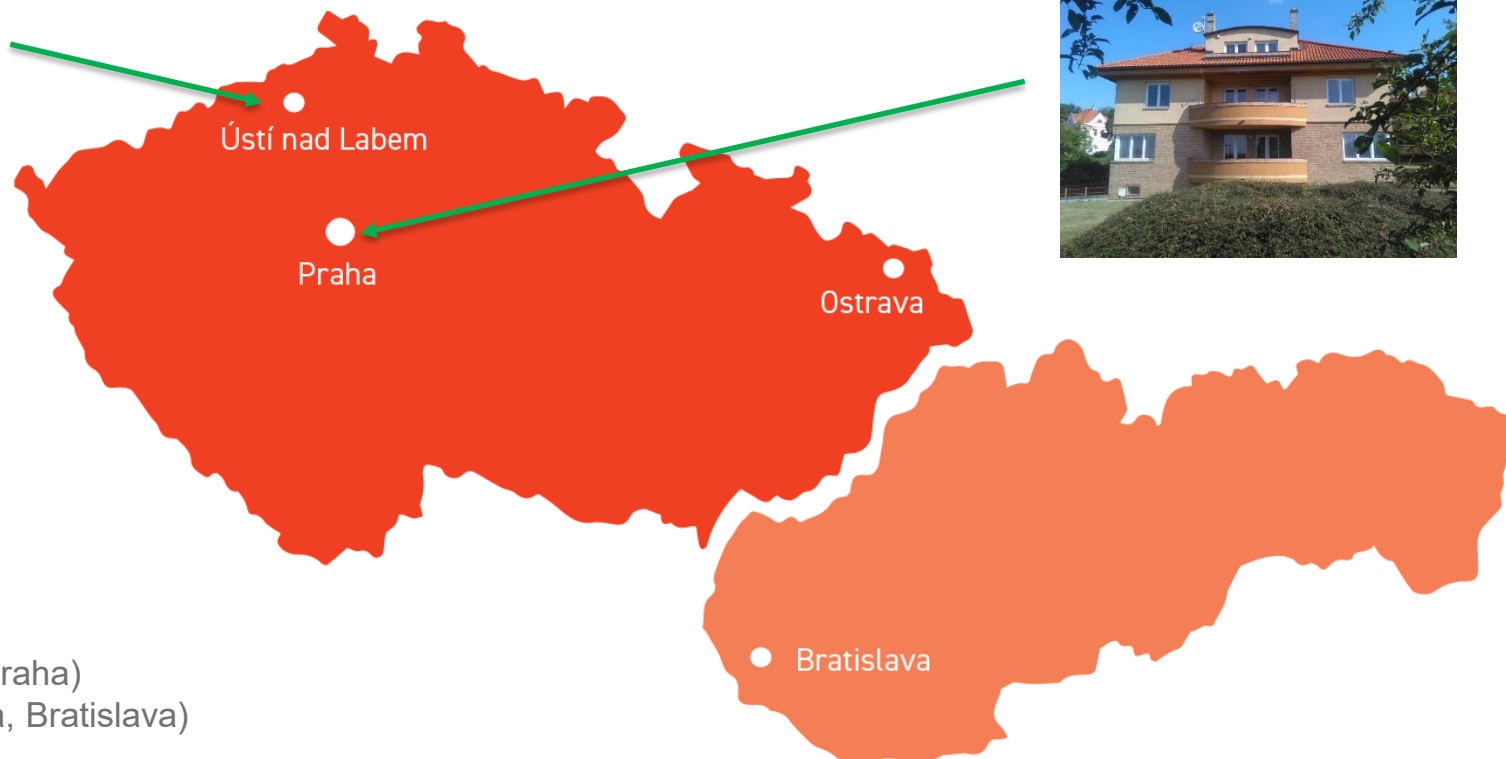 Ústí nad Labem
Praha
Ostrava
Bratislava
raha)
, Bratislava)